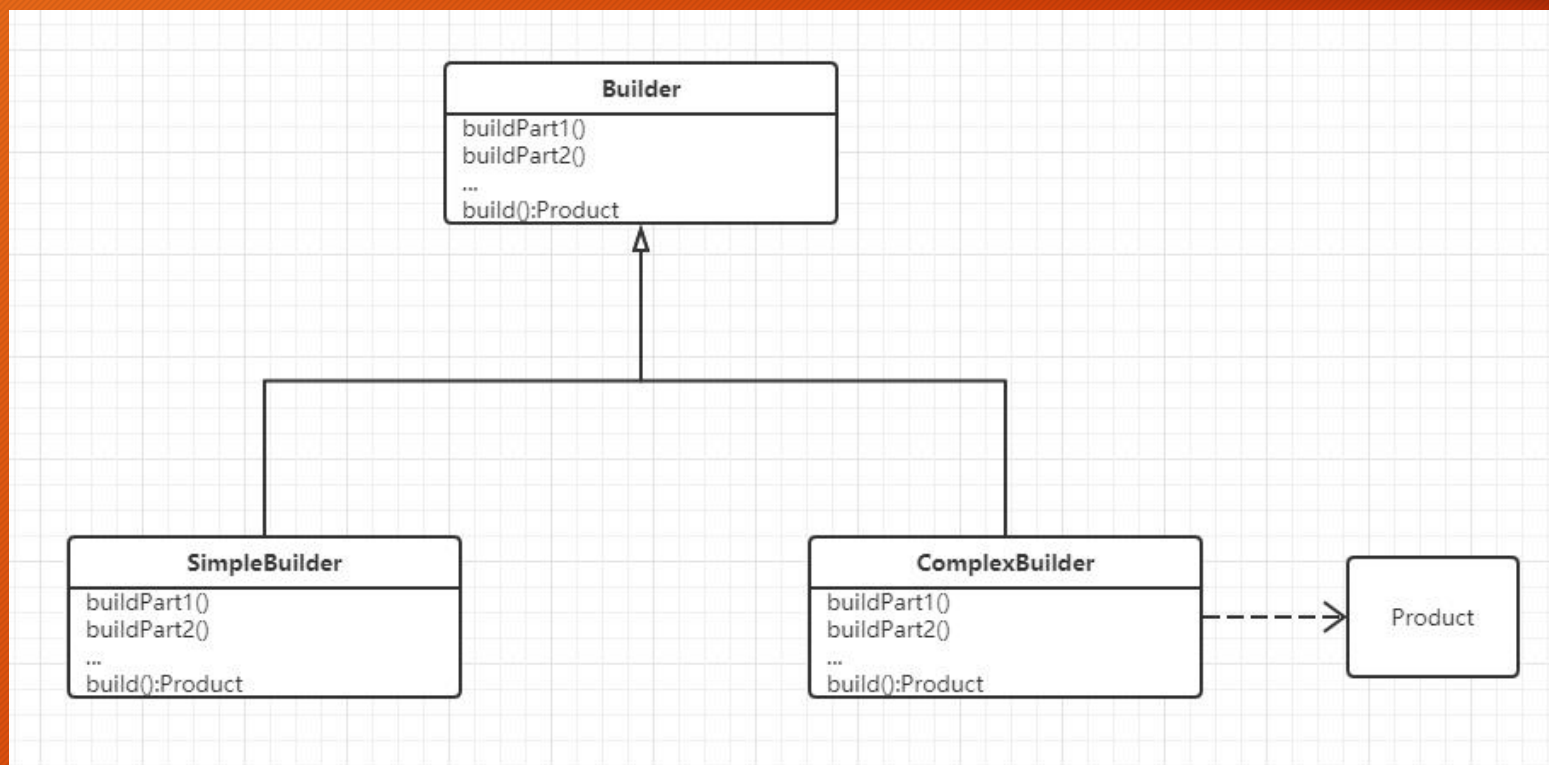 Builder
buildPart1()
buildPart2()
...
build():Product
SimpleBuilder
buildPart1()
buildPart2()
...
build():Product
ComplexBuilder
buildPart1()
buildPart2()
...
build():Product
Product